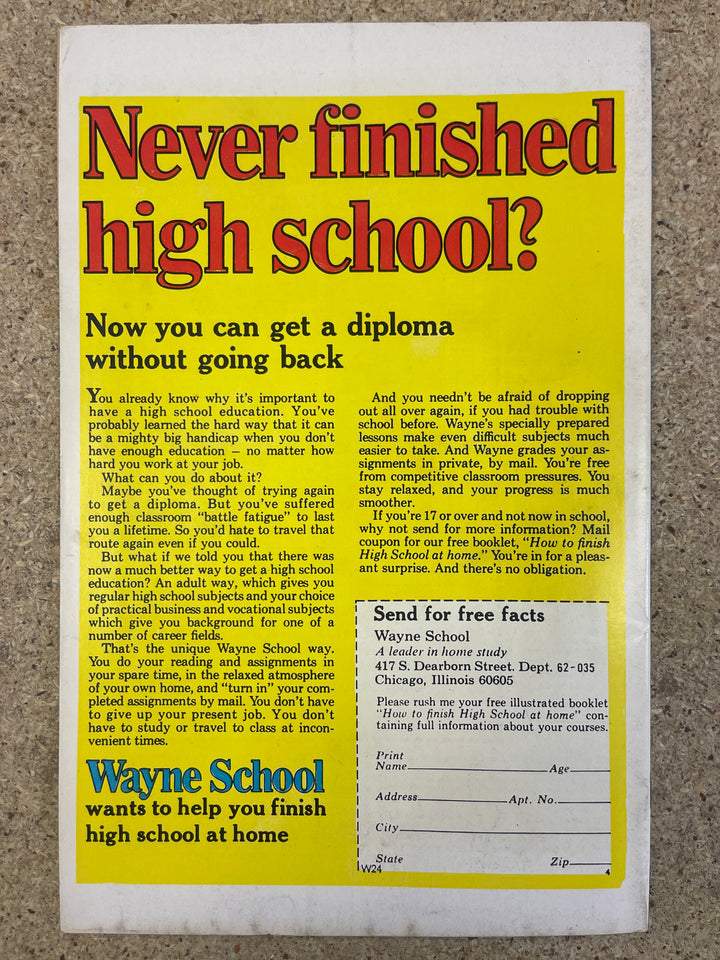 Never finished
high school?
Now you can get a diploma
without going back
You already know why it's important to
have a high school education. You've
probably learned the hard way that it can
be a mighty big handicap when you don't
have enough education – no matter how
hard you work at your job.
What can you do about it?
Maybe you've thought of trying again
to get a diploma. But you've suffered
enough classroom "battle fatigue" to last
you a lifetime. So you'd hate to travel that
route again even if you could.
But what if we told you that there was
now a much better way to get a high school
education? An adult way, which gives you
regular high school subjects and your choice
of practical business and vocational subjects
which give you background for one of a
number of career fields.
That's the unique Wayne School way.
You do your reading and assignments in
your spare time, in the relaxed atmosphere
of your own home, and "turn in" your com-
pleted assignments by mail. You don't have
to give up your present job. You don't
have to study or travel to class at incon-
venient times.
Wayne School
wants to help you finish
high school at home
And you needn't be afraid of dropping
out all over again, if you had trouble with
school before. Wayne's specially prepared
lessons make even difficult subjects much
easier to take. And Wayne grades your as-
signments in private, by mail. You're free
from competitive classroom pressures. You
stay relaxed, and your progress is much
smoother.
If you're 17 or over and not now in school,
why not send for more information? Mail
coupon for our free booklet, "How to finish
High School at home." You're in for a pleas-
ant surprise. And there's no obligation.
Send for free facts
Wayne School
A leader in home study
417 S. Dearborn Street. Dept. 62-035
Chicago, Illinois 60605
Please rush me your free illustrated booklet
"How to finish High School at home" con-
taining full information about your courses.
Print
Name Age
Address Apt. No.
City
State Zip
W24 4